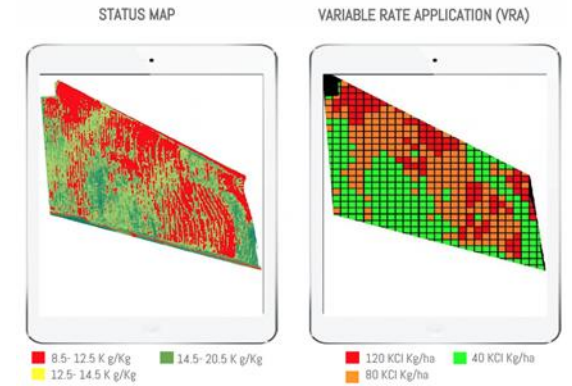 STATUS MAP
VARIABLE RATE APPLICATION (VRA)
8.5- 12.5 K g/Kg
14.5- 20.5 K g/Kg
12.5- 14.5 K g/Kg
120 KCl Kg/ha
40 KCl Kg/ha
80 KCl Kg/ha